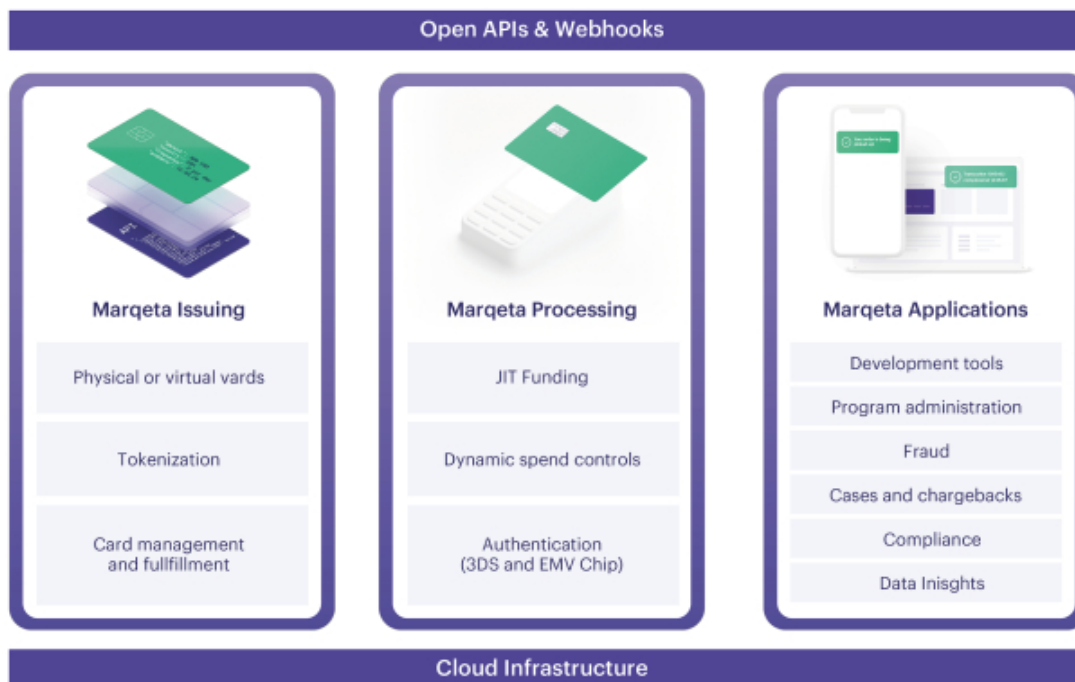 Open APIs & Webhooks
Marqeta Issuing
Physical or virtual vards
Tokenization
Card management
and fullfillment
Marqeta Processing
JIT Funding
Dynamic spend controls
Authentication
(3DS and EMV Chip)
Marqeta Applications
Development tools
Program administration
Fraud
Cases and chargebacks
Compliance
Data Inisghts
Cloud Infrastructure